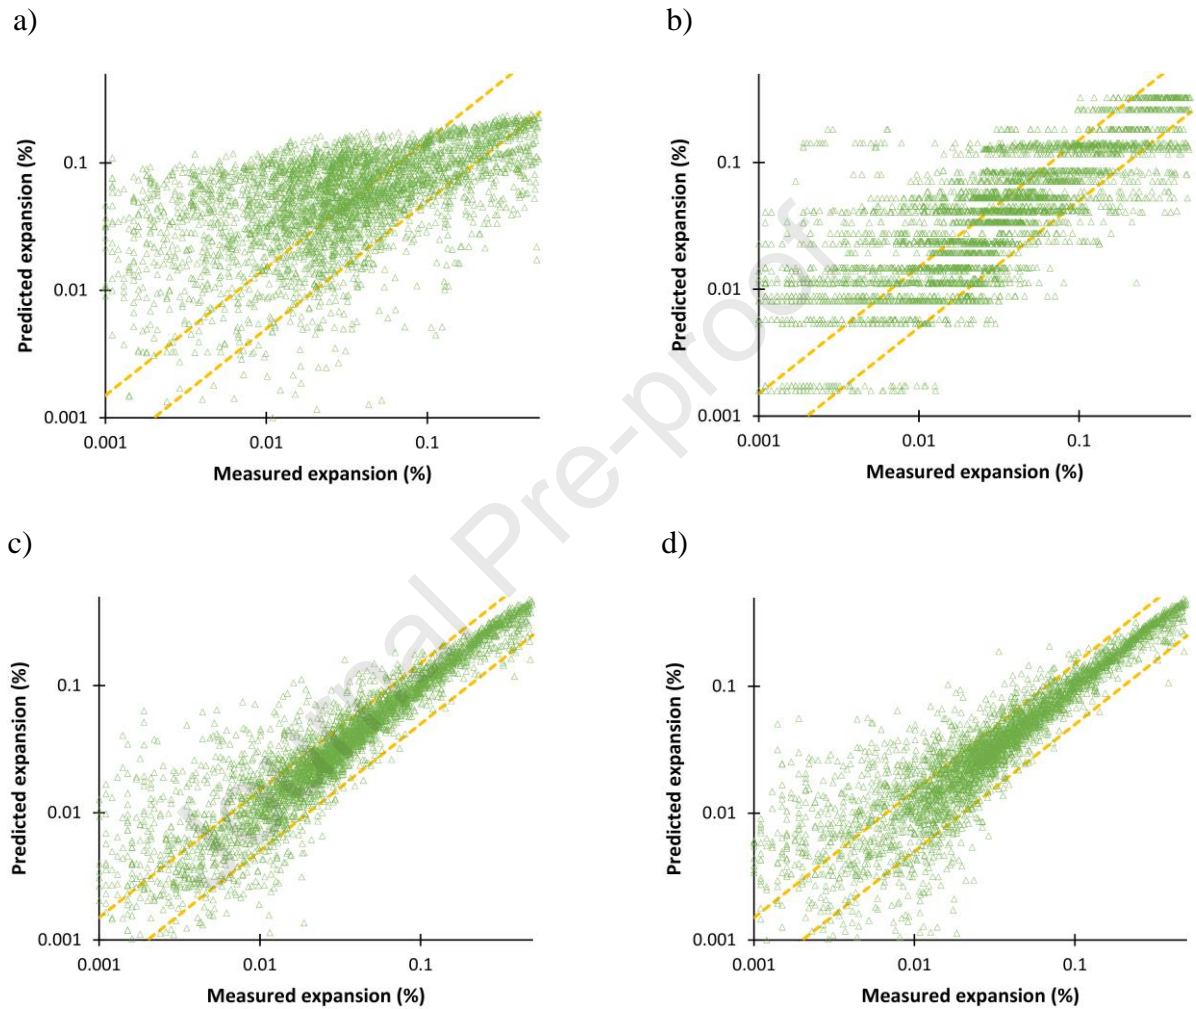 a)
b)
Predicted expansion (%)
0.1
0.01
0.001
0.001
0.01
0.1
Measured expansion (%)
Predicted expansion (%)
0.1
0.01
0.001
0.001
0.01
0.1
Measured expansion (%)
c)
d)
Predicted expansion (%)
0.1
0.01
0.001
0.001
0.01
0.1
Measured expansion (%)
Predicted expansion (%)
0.1
0.01
0.001
0.001
0.01
0.1
Measured expansion (%)
Journal Pre-proof